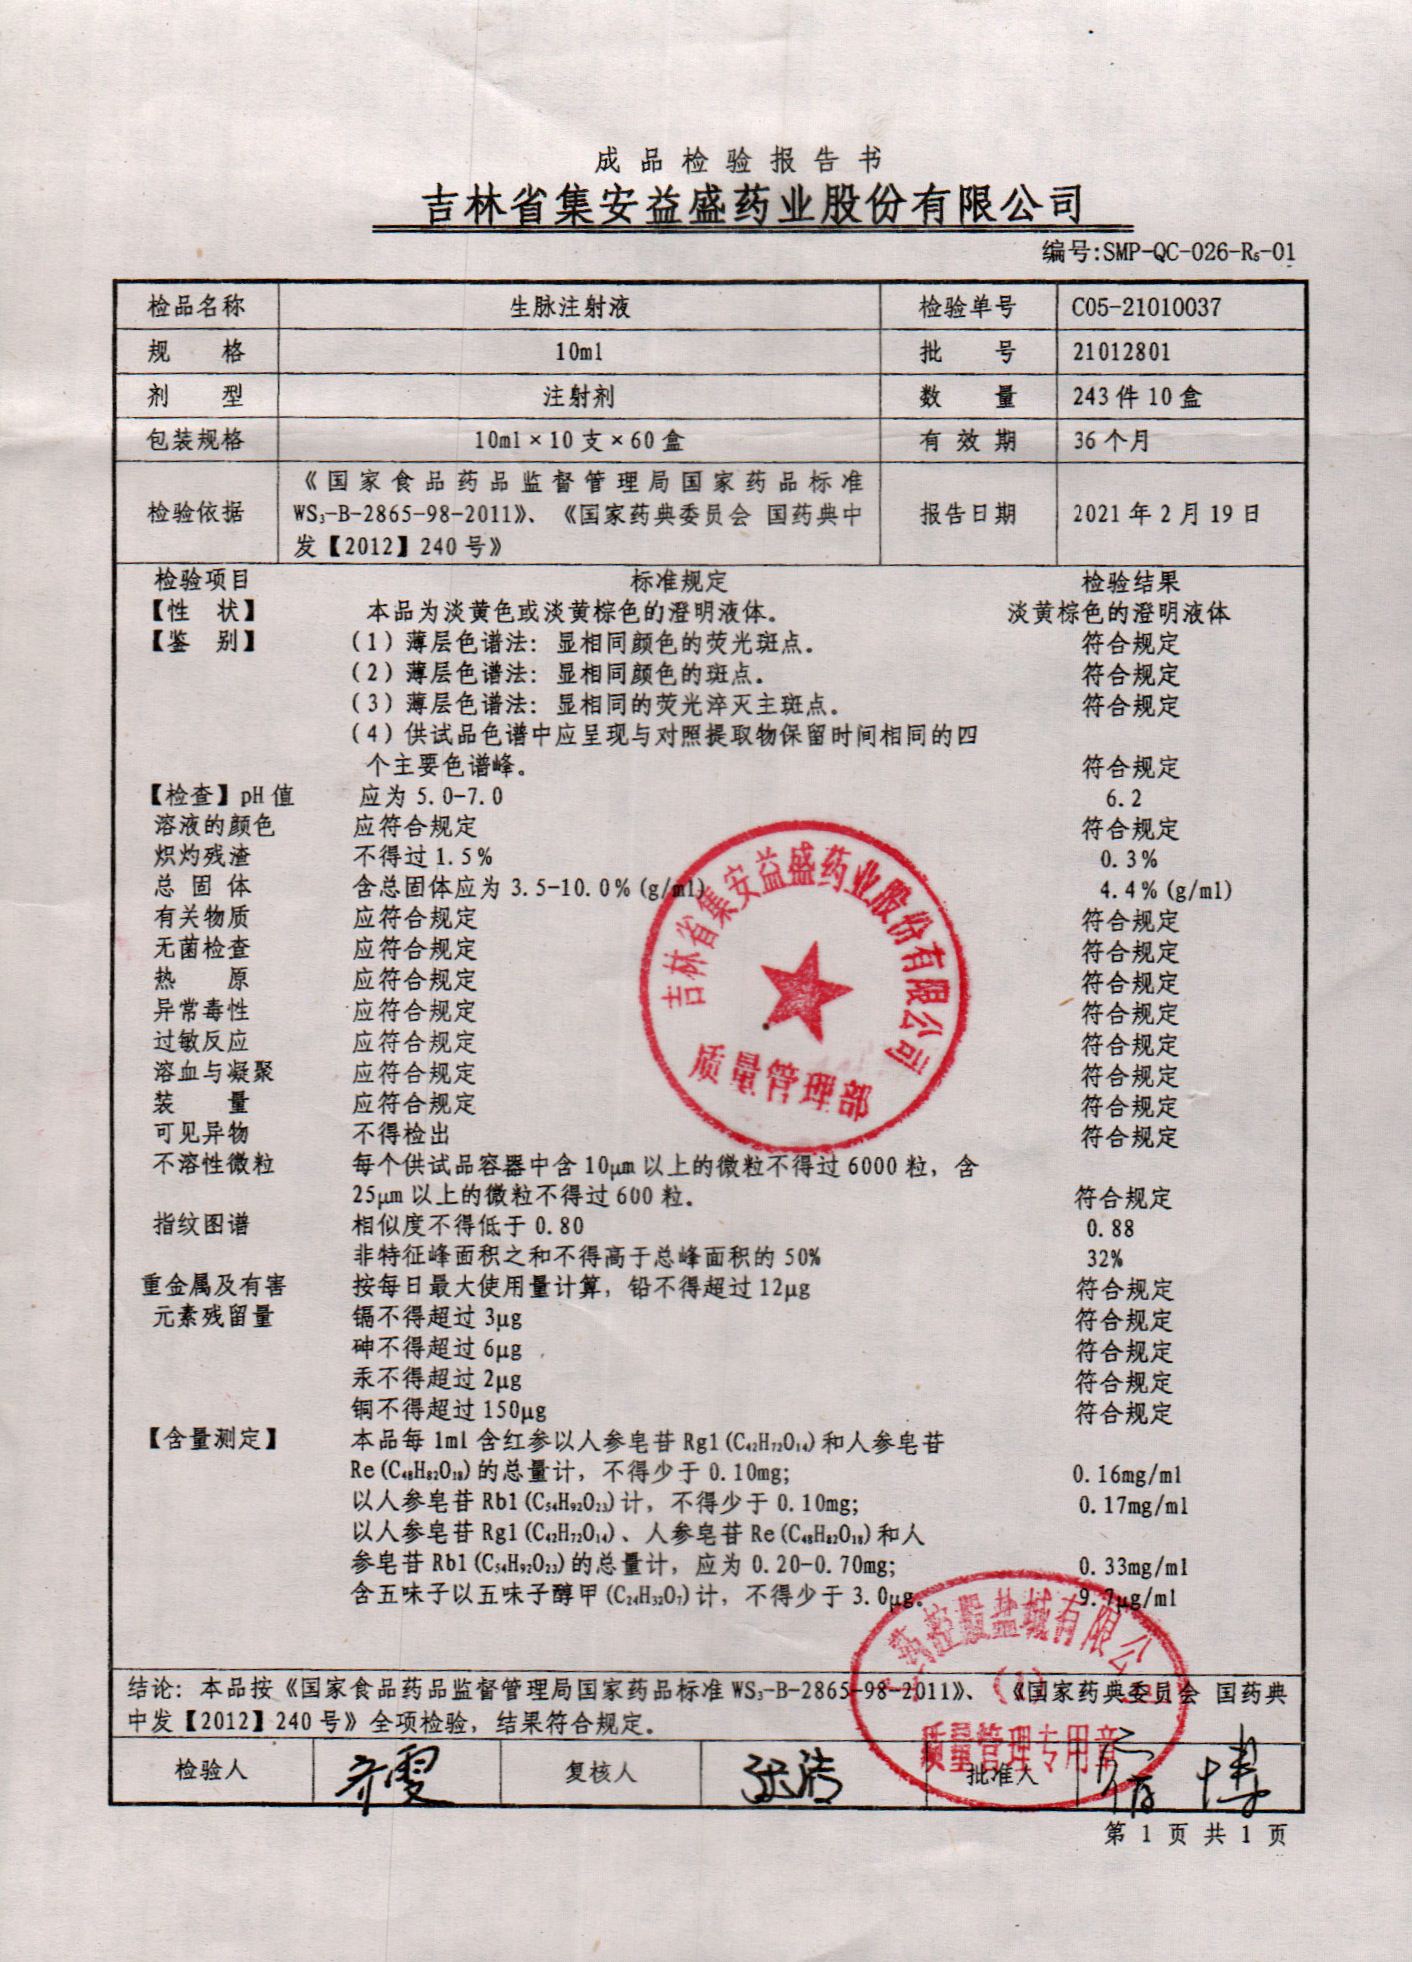 成品检验报告书
吉林省集安益盛药业股份有限公司
编号:SMP-QC-026-R₅-01
检品名称 生脉注射液 检验单号 C05-21010037
规 格 10ml 批 号 21012801
剂 型 注射剂 数 量 243件10盒
包装规格 10ml×10支×60盒 有 效 期 36个月
《国家食品药品监督管理局国家药品标准
检验依据 WS₃-B-2865-98-2011》、《国家药典委员会 国药典中 报告日期 2021年2月19日
发【2012】240号》
检验项目 标准规定 检验结果
【性 状】 本品为淡黄色或淡黄棕色的澄明液体。 淡黄棕色的澄明液体
【鉴 别】 (1)薄层色谱法：显相同颜色的荧光斑点。 符合规定
(2)薄层色谱法：显相同颜色的斑点。 符合规定
(3)薄层色谱法：显相同的荧光淬灭主斑点。 符合规定
(4)供试品色谱中应呈现与对照提取物保留时间相同的四
个主要色谱峰。 符合规定
【检查】pH值 应为5.0-7.0 6.2
溶液的颜色 应符合规定 符合规定
炽灼残渣 不得过1.5% 0.3%
总 固 体 含总固体应为3.5-10.0%(g/ml) 4.4%(g/ml)
有关物质 应符合规定 符合规定
无菌检查 应符合规定 符合规定
热 原 应符合规定 符合规定
异常毒性 应符合规定 符合规定
过敏反应 应符合规定 符合规定
溶血与凝聚 应符合规定 符合规定
装 量 应符合规定 符合规定
可见异物 不得检出 符合规定
不溶性微粒 每个供试品容器中含10μm以上的微粒不得过6000粒，含
25μm以上的微粒不得过600粒。 符合规定
指纹图谱 相似度不得低于0.80 0.88
非特征峰面积之和不得高于总峰面积的50% 32%
重金属及有害 按每日最大使用量计算，铅不得超过12μg 符合规定
元素残留量 镉不得超过3μg 符合规定
砷不得超过6μg 符合规定
汞不得超过2μg 符合规定
铜不得超过150μg 符合规定
【含量测定】 本品每1ml含红参以人参皂苷Rg1(C₄₂H₇₂O₁₄)和人参皂苷
Re(C₄₈H₈₂O₁₈)的总量计，不得少于0.10mg; 0.16mg/ml
以人参皂苷Rb1(C₅₄H₉₂O₂₃)计，不得少于0.10mg; 0.17mg/ml
以人参皂苷Rg1(C₄₂H₇₂O₁₄)、人参皂苷Re(C₄₈H₈₂O₁₈)和人
参皂苷Rb1(C₅₄H₉₂O₂₃)的总量计，应为0.20-0.70mg; 0.33mg/ml
含五味子以五味子醇甲(C₂₄H₃₂O₇)计，不得少于3.0μg。 9.7μg/ml
吉林省集安益盛药业股份有限公司
质量管理部
控股盐城有限公
(1)
质量管理专用章
结论：本品按《国家食品药品监督管理局国家药品标准WS₃-B-2865-98-2011》、《国家药典委员会 国药典
中发【2012】240号》全项检验，结果符合规定。
检验人 齐雯 复核人 张洁 批准人 博
第 1 页 共 1 页